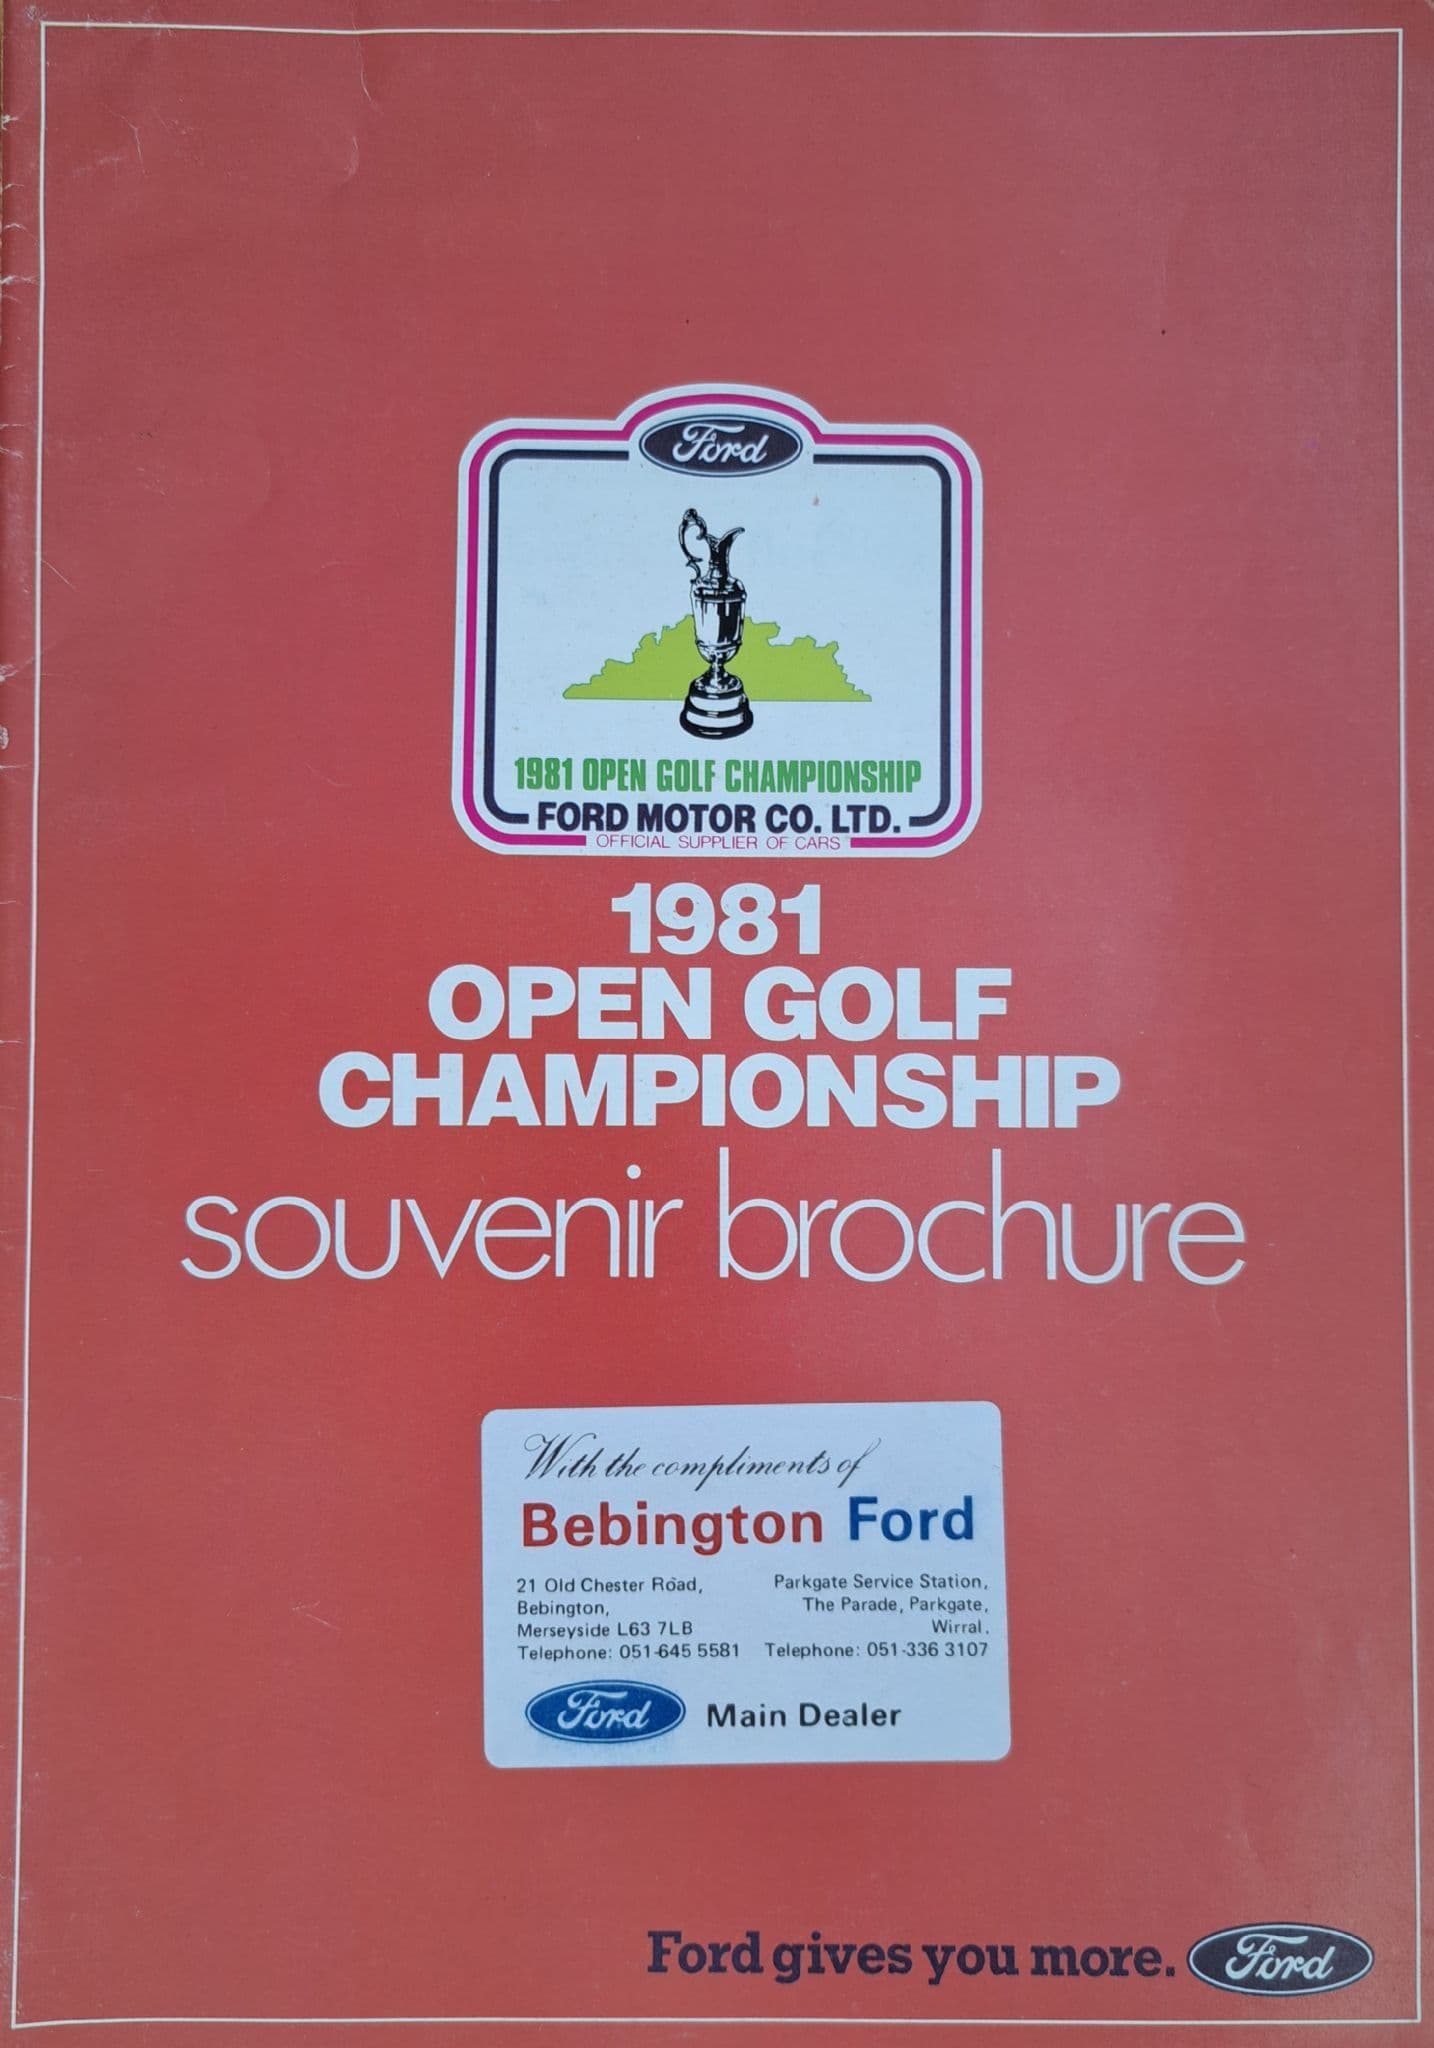 Ford
1981 OPEN GOLF CHAMPIONSHIP
FORD MOTOR CO. LTD.
OFFICIAL SUPPLIER OF CARS
1981
OPEN GOLF
CHAMPIONSHIP
souvenir brochure
With the compliments of
Bebington Ford
21 Old Chester Road,
Bebington,
Merseyside L63 7LB
Telephone: 051-645 5581
Parkgate Service Station,
The Parade, Parkgate,
Wirral.
Telephone: 051-336 3107
Ford Main Dealer
Ford gives you more. Ford